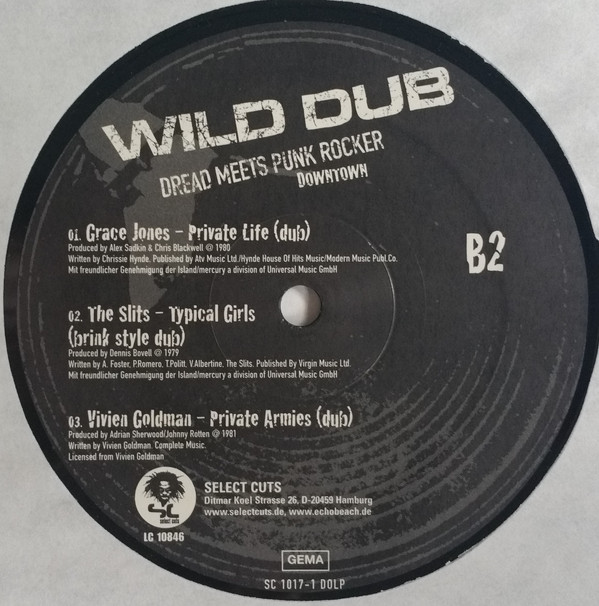 WILD DUB
DREAD MEETS PUNK ROCKER
DOWNTOWN
B2
01. Grace Jones – Private Life (dub)
Produced by Alex Sadkin & Chris Blackwell @ 1980
Written by Chrissie Hynde. Published by Atv Music Ltd./Hynde House Of Hits Music/Modern Music Publ.Co.
Mit freundlicher Genehmigung der Island/mercury a division of Universal Music GmbH
02. The Slits – Typical Girls
(brink style dub)
Produced by Dennis Bovell @ 1979
Written by A. Foster, P.Romero, T.Politt, V.Albertine, The Slits. Published By Virgin Music Ltd.
Mit freundlicher Genehmigung der Island/mercury a division of Universal Music GmbH
03. Vivien Goldman – Private Armies (dub)
Produced by Adrian Sherwood/Johnny Rotten @ 1981
Written by Vivien Goldman. Complete Music.
Licensed from Vivien Goldman
SC
select cuts
LC 10846
SELECT CUTS
Ditmar Koel Strasse 26, D-20459 Hamburg
www.selectcuts.de, www.echobeach.de
GEMA
SC 1017-1 DOLP